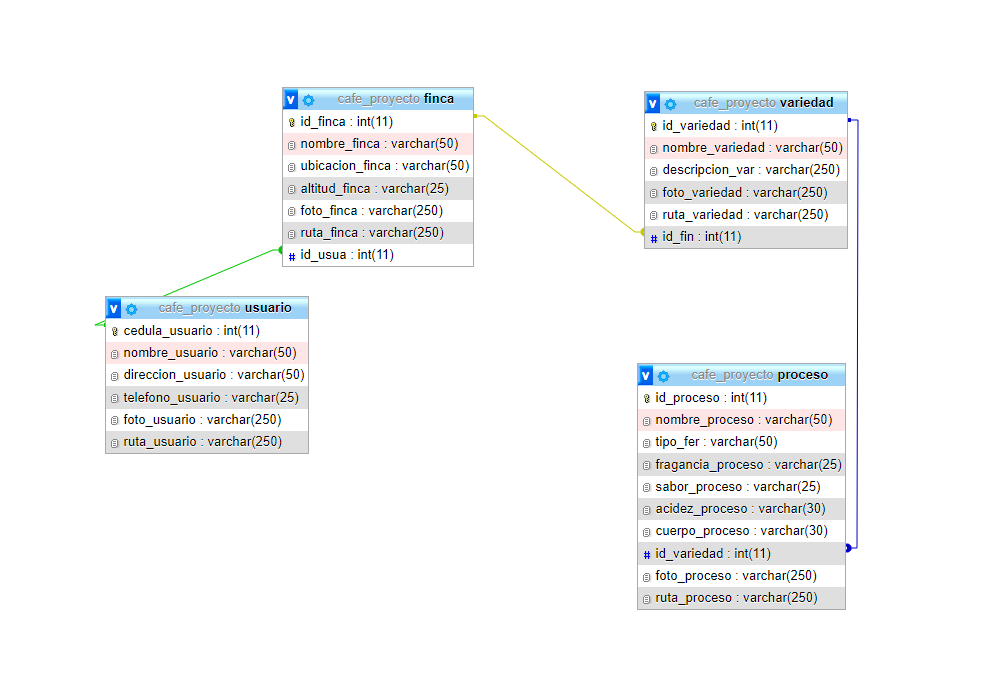 v cafe_proyecto finca
id_finca : int(11)
nombre_finca : varchar(50)
ubicacion_finca : varchar(50)
altitud_finca : varchar(25)
foto_finca : varchar(250)
ruta_finca : varchar(250)
# id_usua : int(11)
v cafe_proyecto variedad
id_variedad : int(11)
nombre_variedad : varchar(50)
descripcion_var : varchar(250)
foto_variedad : varchar(250)
ruta_variedad : varchar(250)
# id_fin : int(11)
v cafe_proyecto usuario
cedula_usuario : int(11)
nombre_usuario : varchar(50)
direccion_usuario : varchar(50)
telefono_usuario : varchar(25)
foto_usuario : varchar(250)
ruta_usuario : varchar(250)
v cafe_proyecto proceso
id_proceso : int(11)
nombre_proceso : varchar(50)
tipo_fer : varchar(50)
fragancia_proceso : varchar(25)
sabor_proceso : varchar(25)
acidez_proceso : varchar(30)
cuerpo_proceso : varchar(30)
# id_variedad : int(11)
foto_proceso : varchar(250)
ruta_proceso : varchar(250)